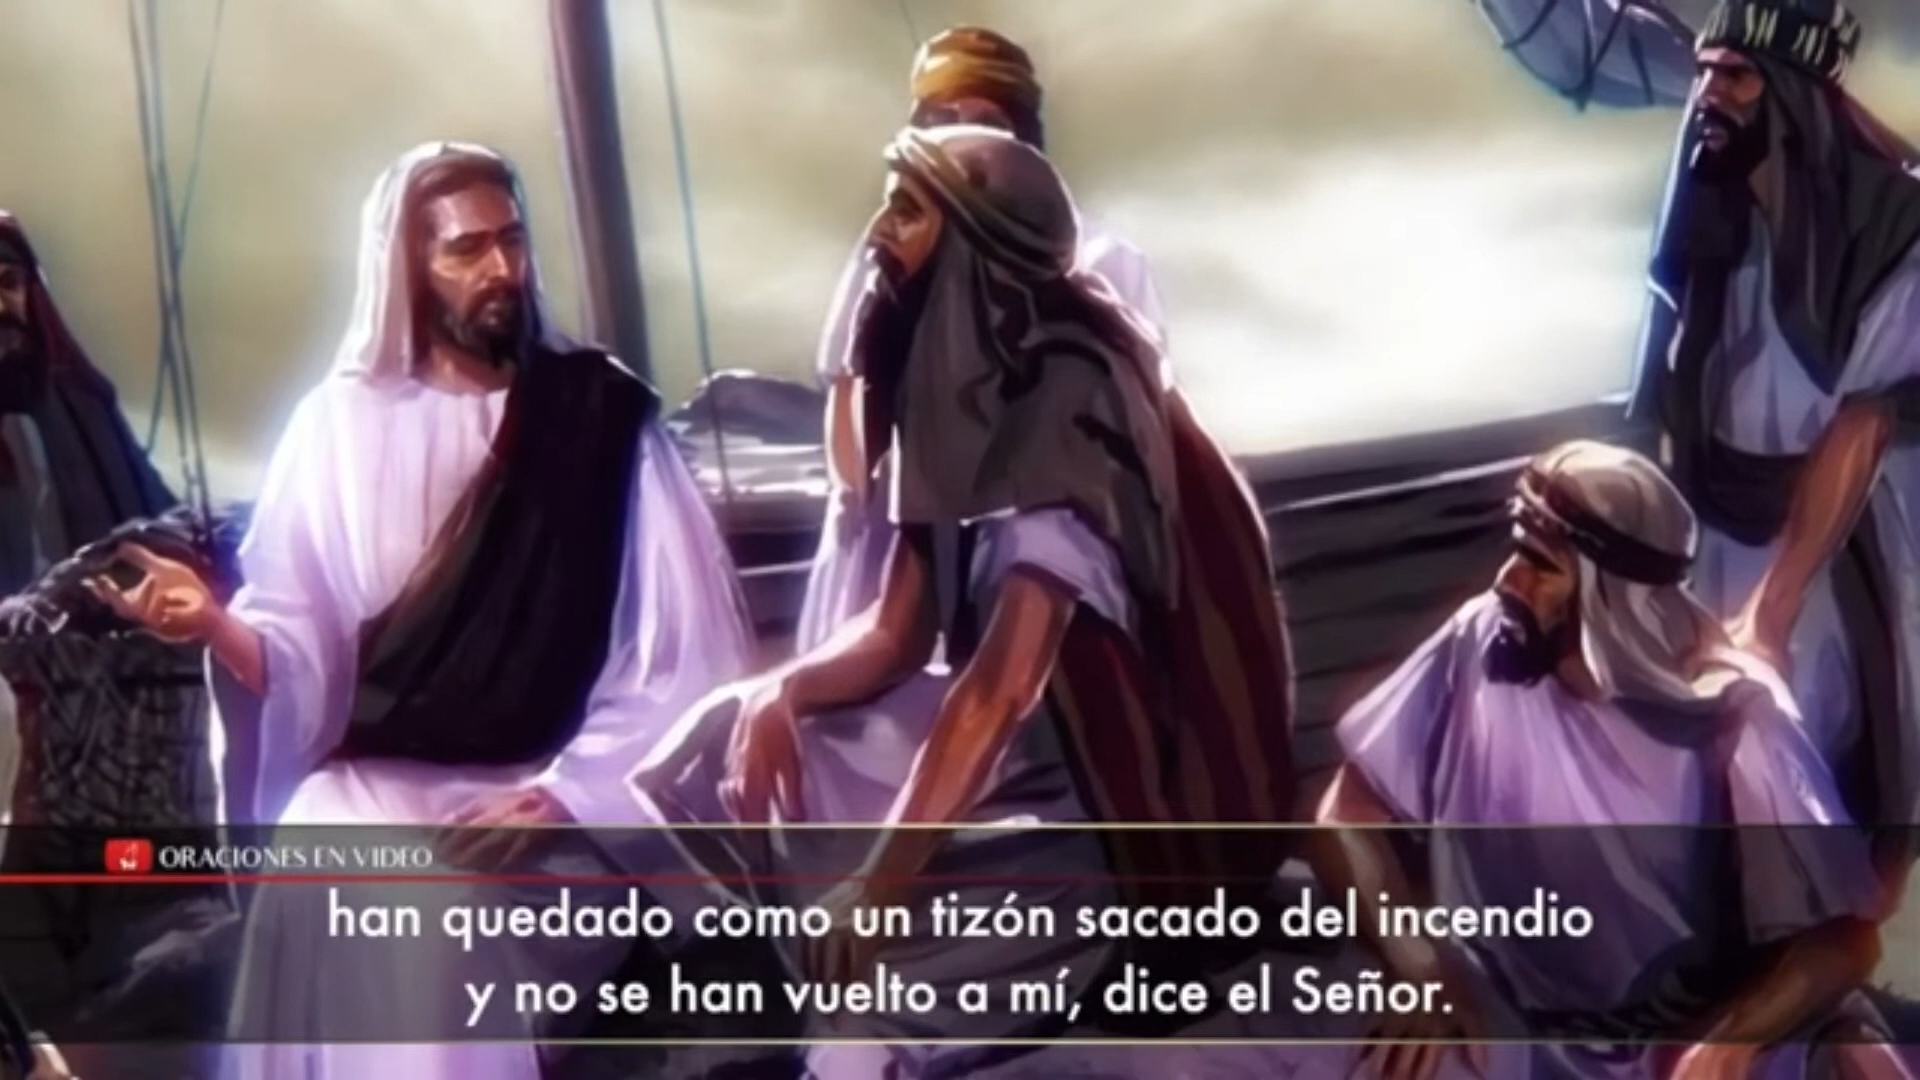 ORACIONES EN VIDEO
han quedado como un tizón sacado del incendio
y no se han vuelto a mí, dice el Señor.